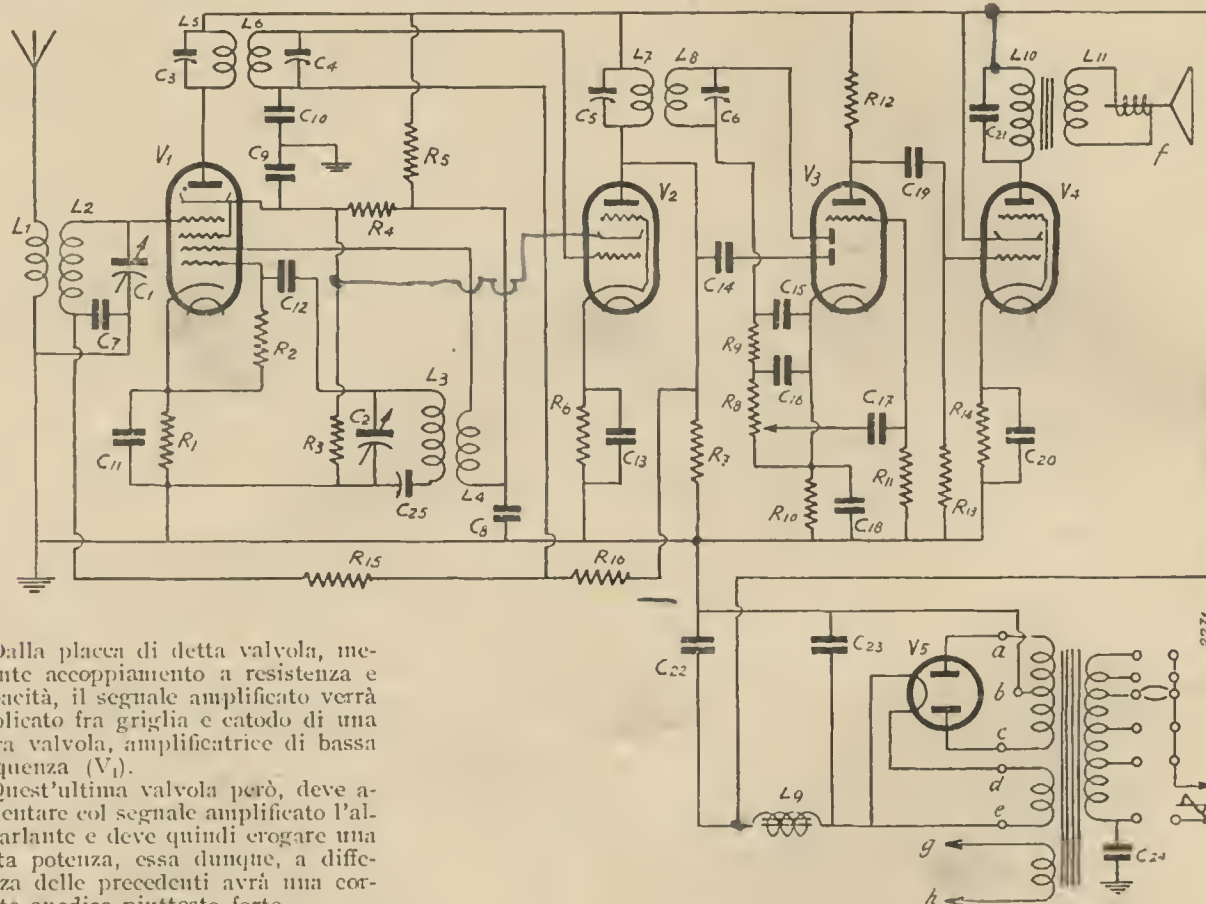 L5
L6
C3
C4
C10
C9
V1
R5
R4
L1
L2
C1
C7
C12
R2
C11
R1
R3
C2
L3
L4
C25
C8
R15
R16
L7
L8
C5
C6
V2
R6
C13
R7
C14
C15
R9
C16
R8
C17
R10
C18
R11
V3
R12
C19
R13
L10
L11
C21
f
V4
R14
C20
C22
C23
V5
a
b
c
d
e
L9
g
h
C24
Dalla placca di detta valvola, me-
nte accoppiamento a resistenza e
acità, il segnale amplificato verrà
plicato fra griglia e catodo di una
ra valvola, amplificatrice di bassa
quenza (V1).
Quest'ultima valvola però, deve a-
entare col segnale amplificato l'al-
arlante e deve quindi erogare una
ta potenza, essa dunque, a diffe-
za delle precedenti avrà una cor-